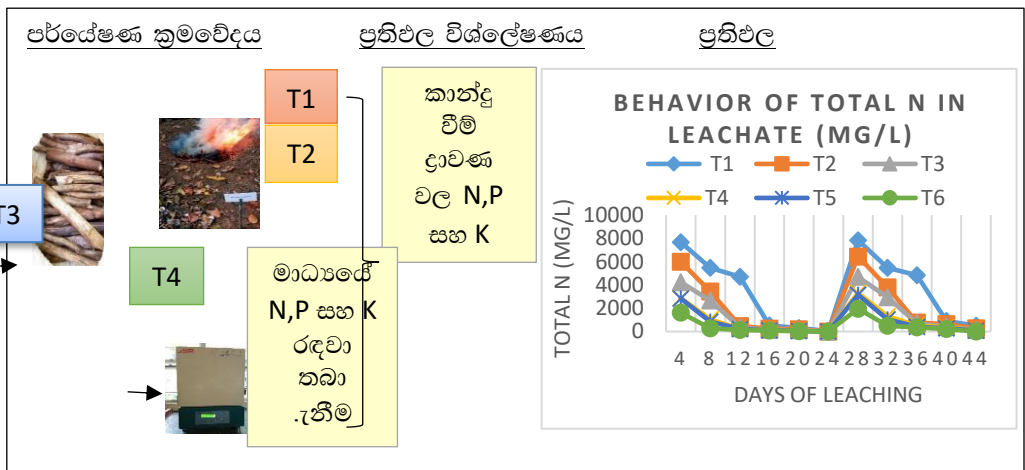 පර්යේෂණ ක්‍රමවේදය
ප්‍රතිඵල විශ්ලේෂණය
ප්‍රතිඵල
T1
T2
T3
T4
කාන්දු
වීම්
ද්‍රාවණ
වල N,P
සහ K
මාධ්‍යයේ
N,P සහ K
රඳවා
තබා
.ැනීම
BEHAVIOR OF TOTAL N IN
LEACHATE (MG/L)
T1 T2 T3
T4 T5 T6
TOTAL N (MG/L)
10000
8000
6000
4000
2000
0
4 8 12 16 20 24 28 32 36 40 44
DAYS OF LEACHING